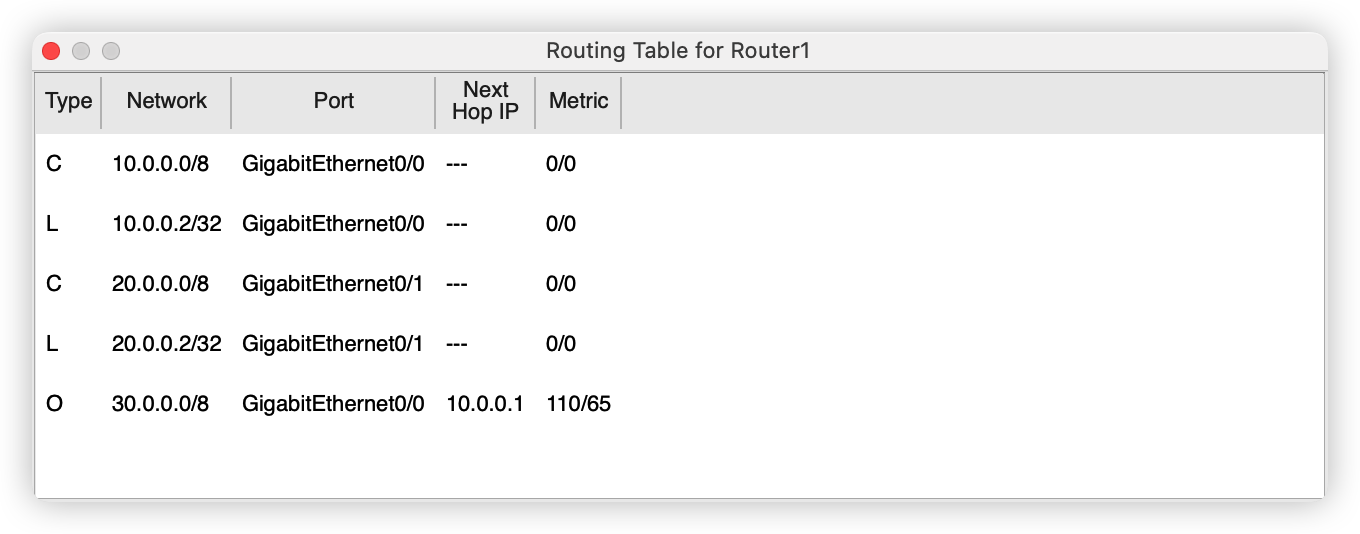 Routing Table for Router1
Type Network Port Next Hop IP Metric
C 10.0.0.0/8 GigabitEthernet0/0 --- 0/0
L 10.0.0.2/32 GigabitEthernet0/0 --- 0/0
C 20.0.0.0/8 GigabitEthernet0/1 --- 0/0
L 20.0.0.2/32 GigabitEthernet0/1 --- 0/0
O 30.0.0.0/8 GigabitEthernet0/0 10.0.0.1 110/65